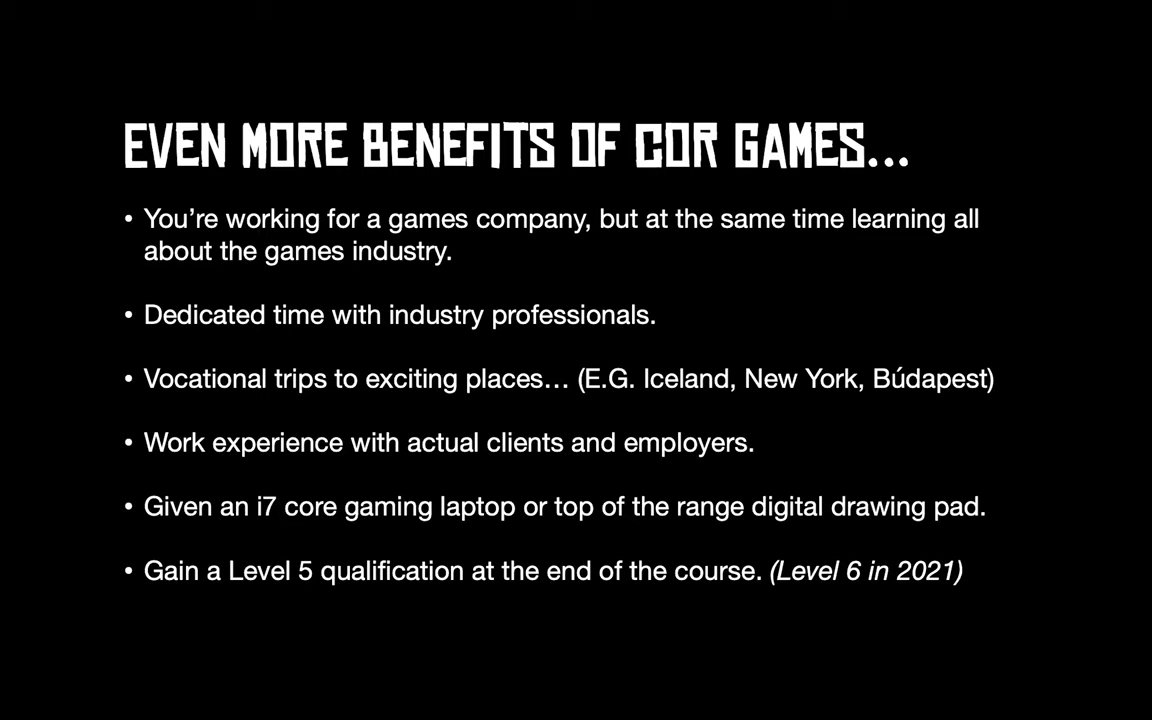 EVEN MORE BENEFITS OF COR GAMES...
• You’re working for a games company, but at the same time learning all
about the games industry.
• Dedicated time with industry professionals.
• Vocational trips to exciting places… (E.G. Iceland, New York, Búdapest)
• Work experience with actual clients and employers.
• Given an i7 core gaming laptop or top of the range digital drawing pad.
• Gain a Level 5 qualification at the end of the course. (Level 6 in 2021)